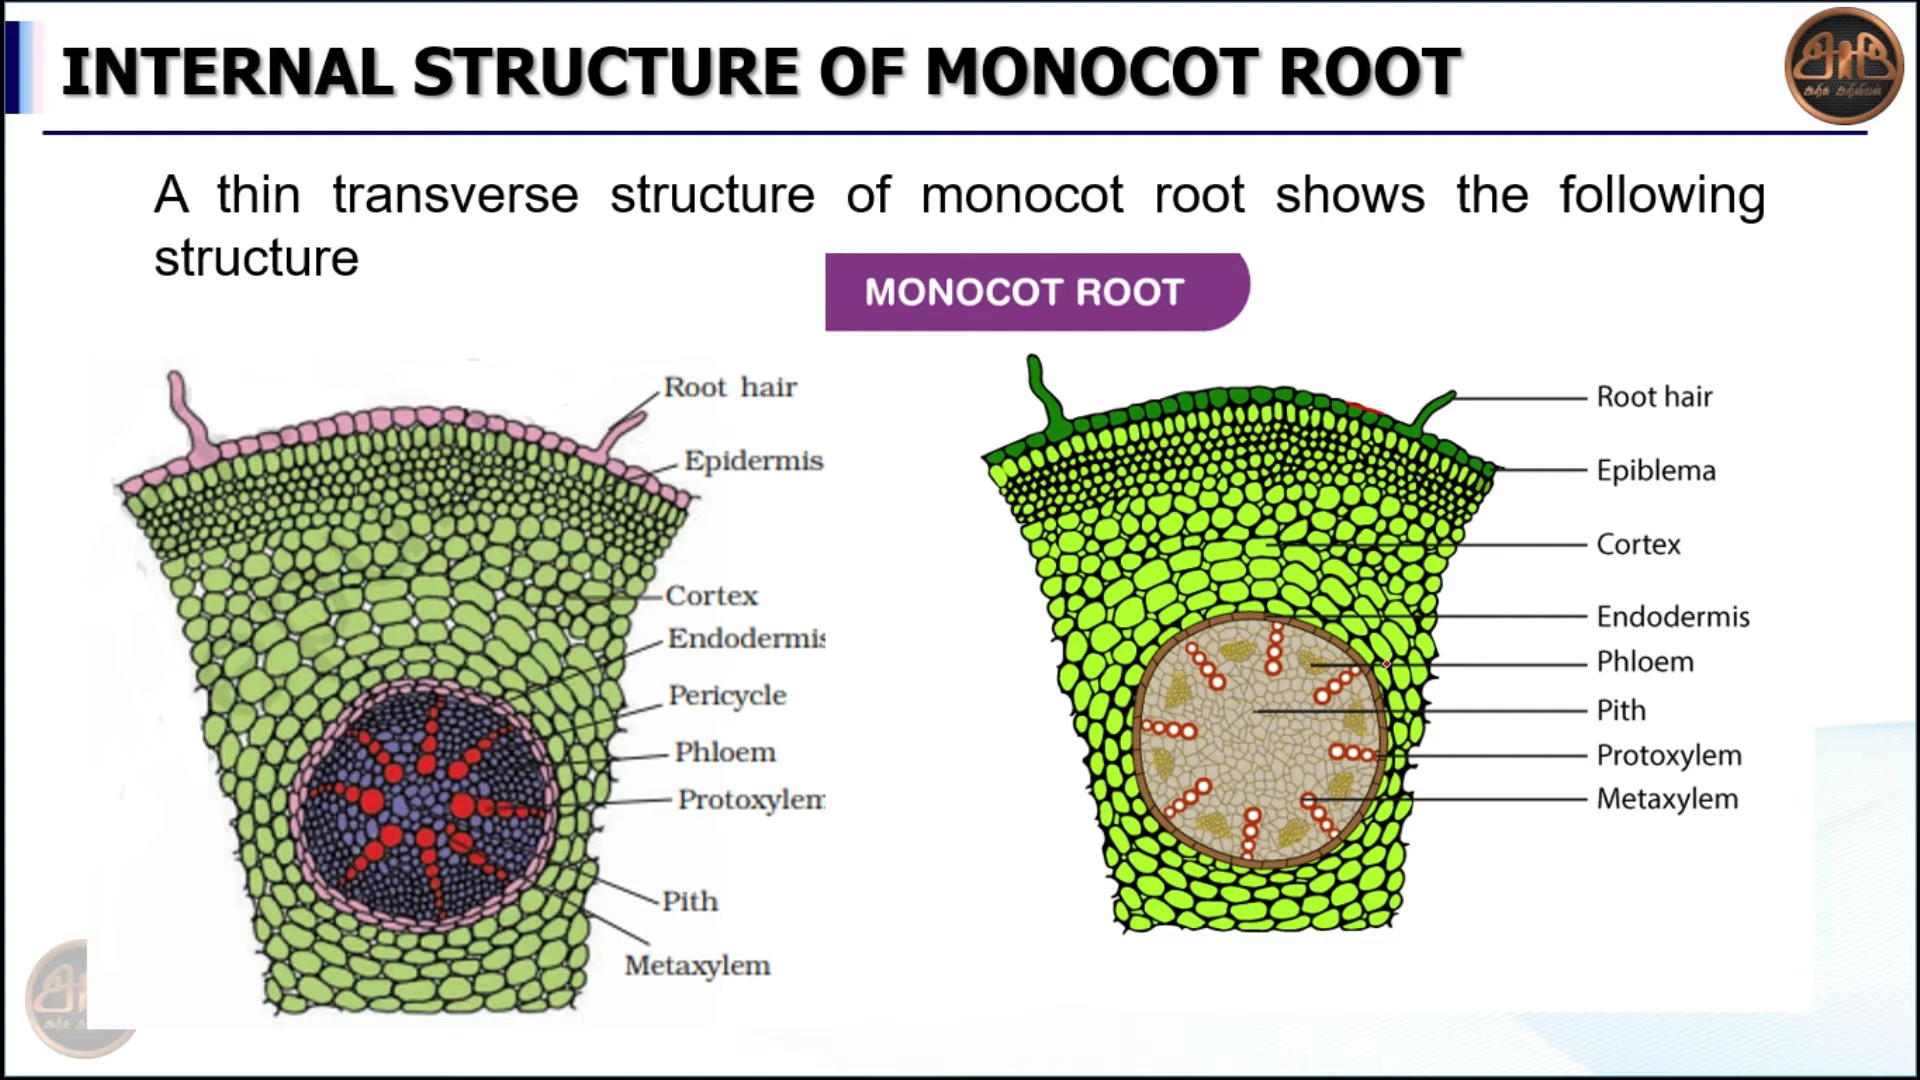 INTERNAL STRUCTURE OF MONOCOT ROOT
A thin transverse structure of monocot root shows the following
structure
MONOCOT ROOT
Root hair
Epidermis
Cortex
Endodermis
Pericycle
Phloem
Protoxylem
Pith
Metaxylem
Root hair
Epiblema
Cortex
Endodermis
Phloem
Pith
Protoxylem
Metaxylem